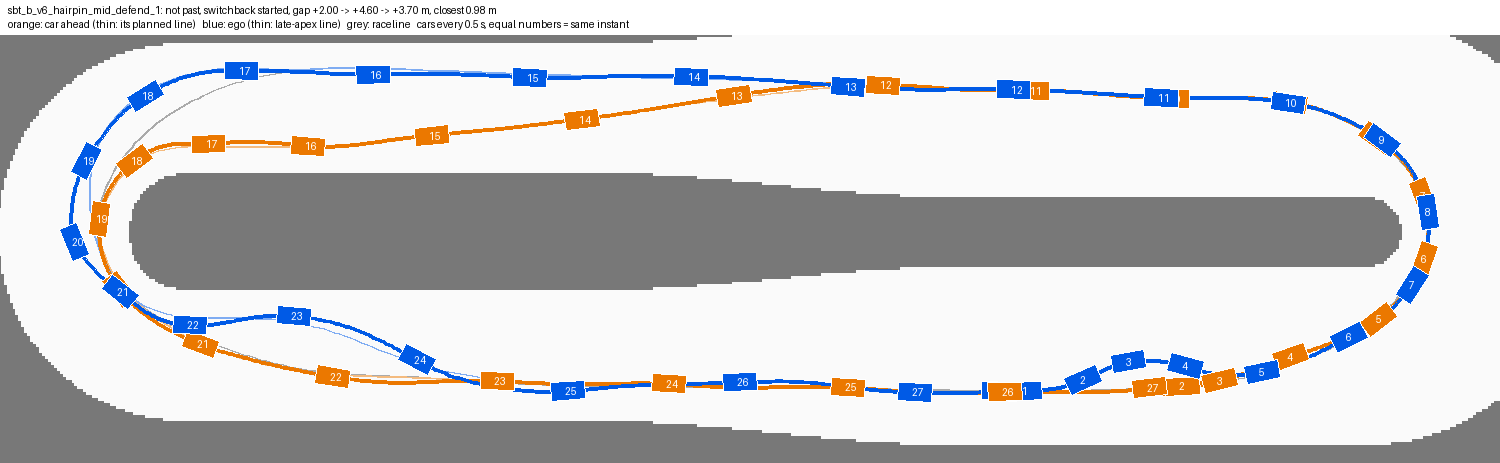 sbt_b_v6_hairpin_mid_defend_1: not past, switchback started, gap +2.00 -> +4.60 -> +3.70 m, closest 0.98 m
orange: car ahead (thin: its planned line)  blue: ego (thin: late-apex line)  grey: raceline  cars every 0.5 s, equal numbers = same instant
17 16 15 14 13 12 12 11 11 10
18 13 9
17 16 15 14
18 19 7 8
19 20 6 7
21 22 23 5 6
21 24 3 4 4 5
22 23 24 26 25 2 2 3
25 27 26 1 27